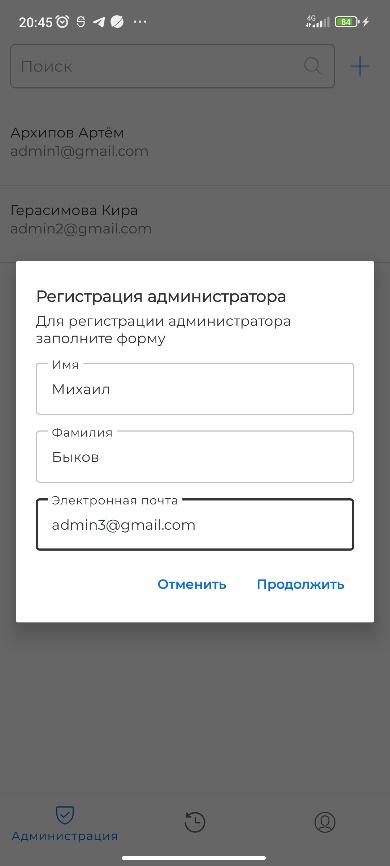 20:45
4G
84
Поиск
Архипов Артём
admin1@gmail.com
Герасимова Кира
admin2@gmail.com
Регистрация администратора
Для регистрации администратора
заполните форму
Имя
Михаил
Фамилия
Быков
Электронная почта
admin3@gmail.com
Отменить Продолжить
Администрация